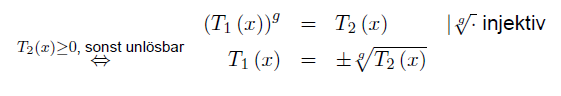 (T₁ (x))ᵍ = T₂ (x) |ᵍ√· injektiv
T₂(x)≥0, sonst unlösbar
⇔ T₁ (x) = ±ᵍ√T₂ (x)